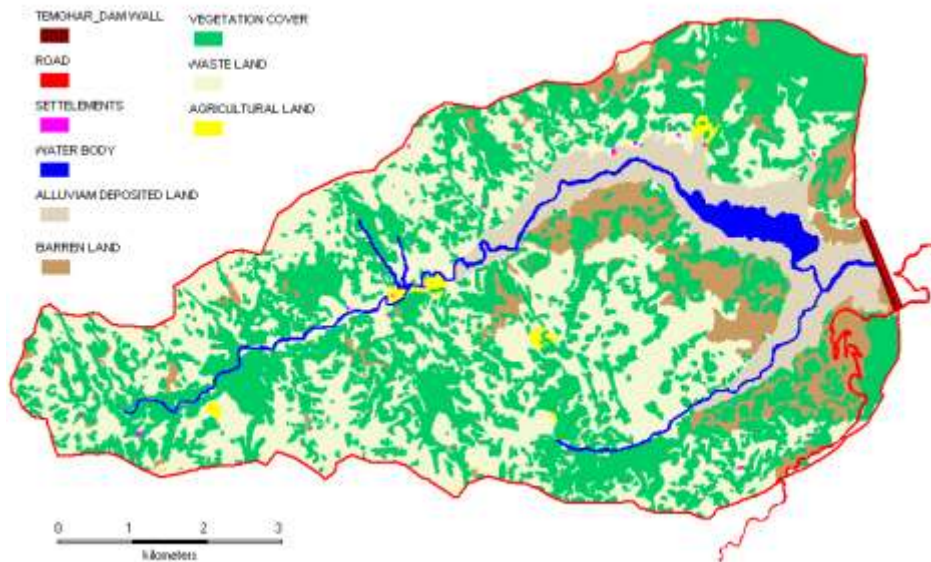 TEMOHAR_DAM WALL
ROAD
SETTELEMENTS
WATER BODY
ALLUVIAM DEPOSITED LAND
BARREN LAND
VEGETATION COVER
WASTE LAND
AGRICULTURAL LAND
0 1 2 3
kilometers